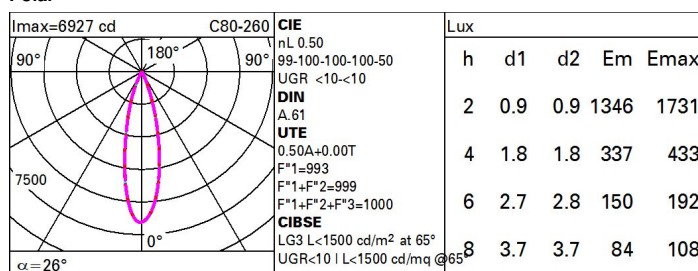 Imax=6927 cd C80-260
90° 180° 90°
7500
0°
α=26°
CIE
nL 0.50
99-100-100-100-50
UGR <10-<10
DIN
A.61
UTE
0.50A+0.00T
F"1=993
F"1+F"2=999
F"1+F"2+F"3=1000
CIBSE
LG3 L<1500 cd/m² at 65°
UGR<10 | L<1500 cd/mq @65°
Lux
h d1 d2 Em Emax
2 0.9 0.9 1346 1731
4 1.8 1.8 337 433
6 2.7 2.8 150 192
8 3.7 3.7 84 108